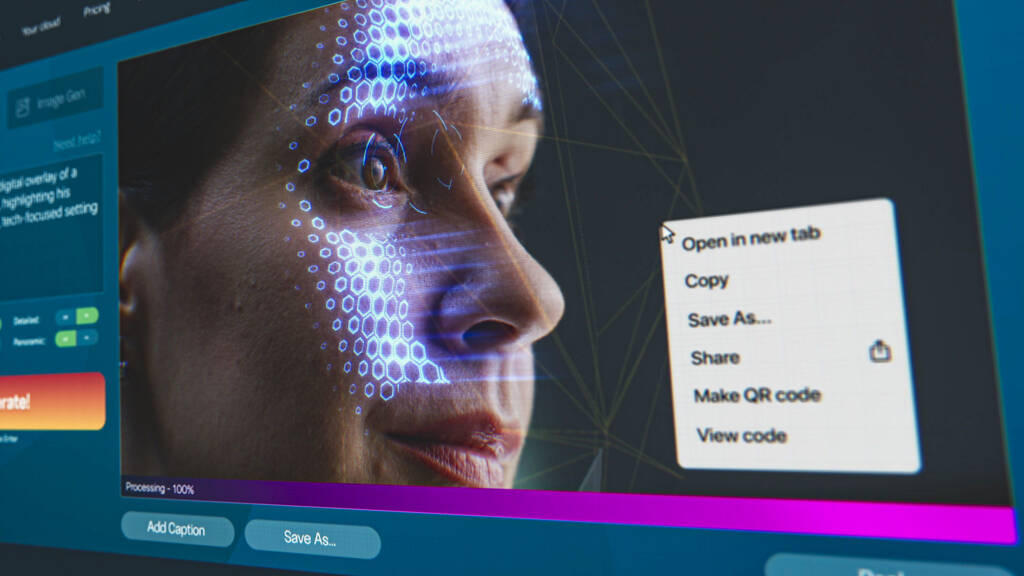 Your cloud
Pricing
Image Gen
Need help?
digital overlay of a
, highlighting his
tech-focused setting
Detailed:
Panoramic:
rate!
Enter
Open in new tab
Copy
Save As...
Share
Make QR code
View code
Processing - 100%
Add Caption
Save As...